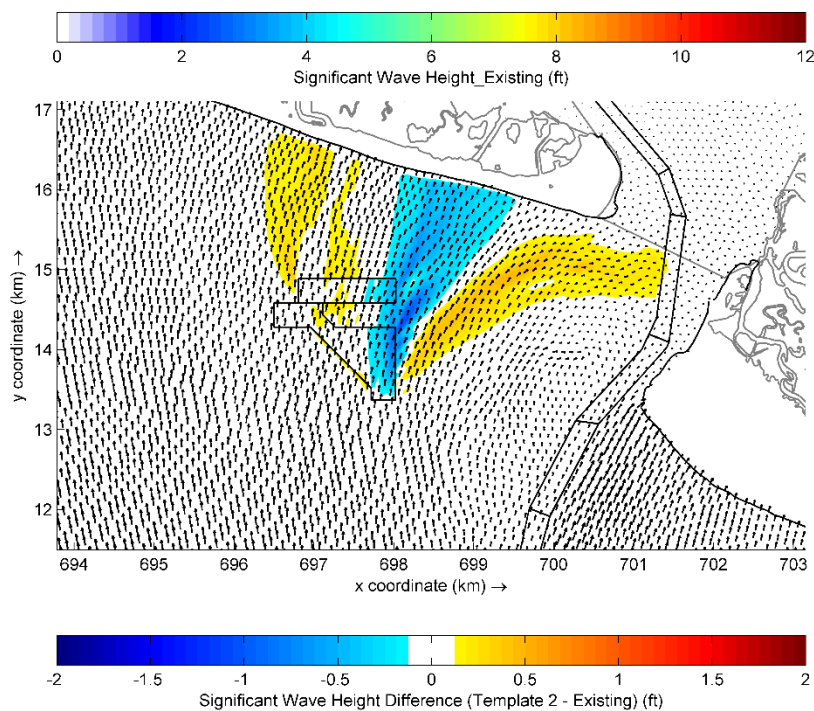 0 2 4 6 8 10 12
Significant Wave Height_Existing (ft)
17
16
15
14
13
12
y coordinate (km) →
694 695 696 697 698 699 700 701 702 703
x coordinate (km) →
-2 -1.5 -1 -0.5 0 0.5 1 1.5 2
Significant Wave Height Difference (Template 2 - Existing) (ft)